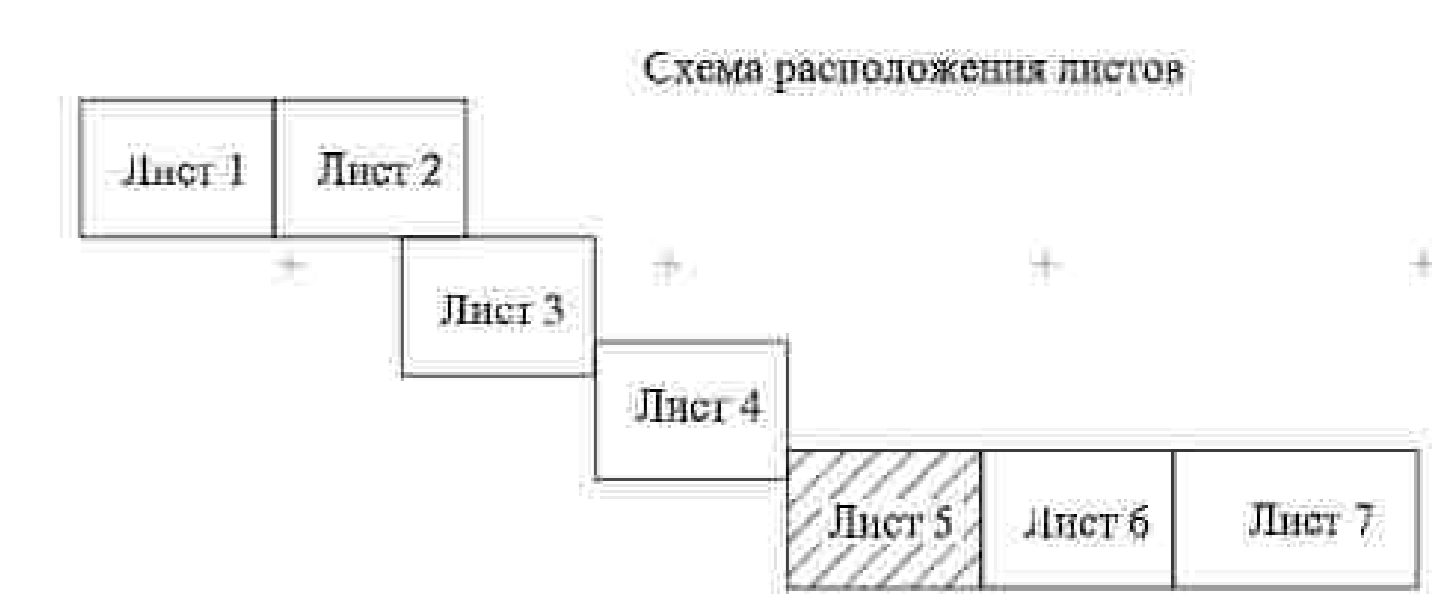 Схема расположения листов
Лист 1
Лист 2
Лист 3
Лист 4
Лист 5
Лист 6
Лист 7